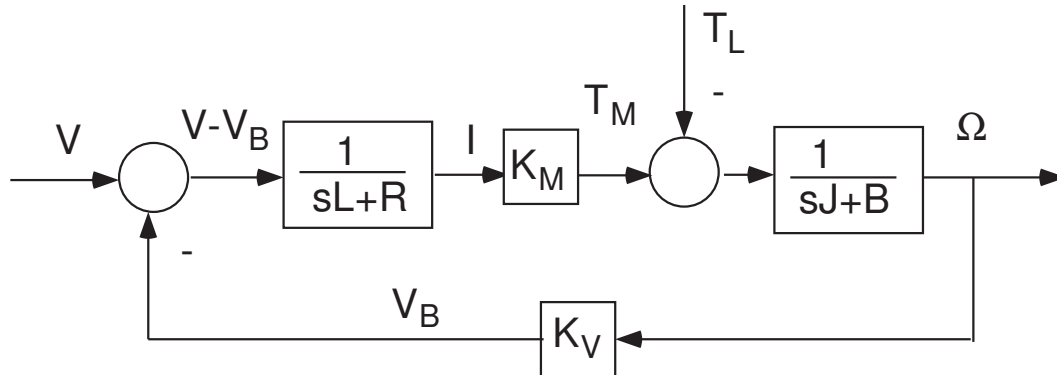 T_L
-
V
V-V_B
1
sL+R
I
K_M
T_M
1
sJ+B
Ω
-
V_B
K_V